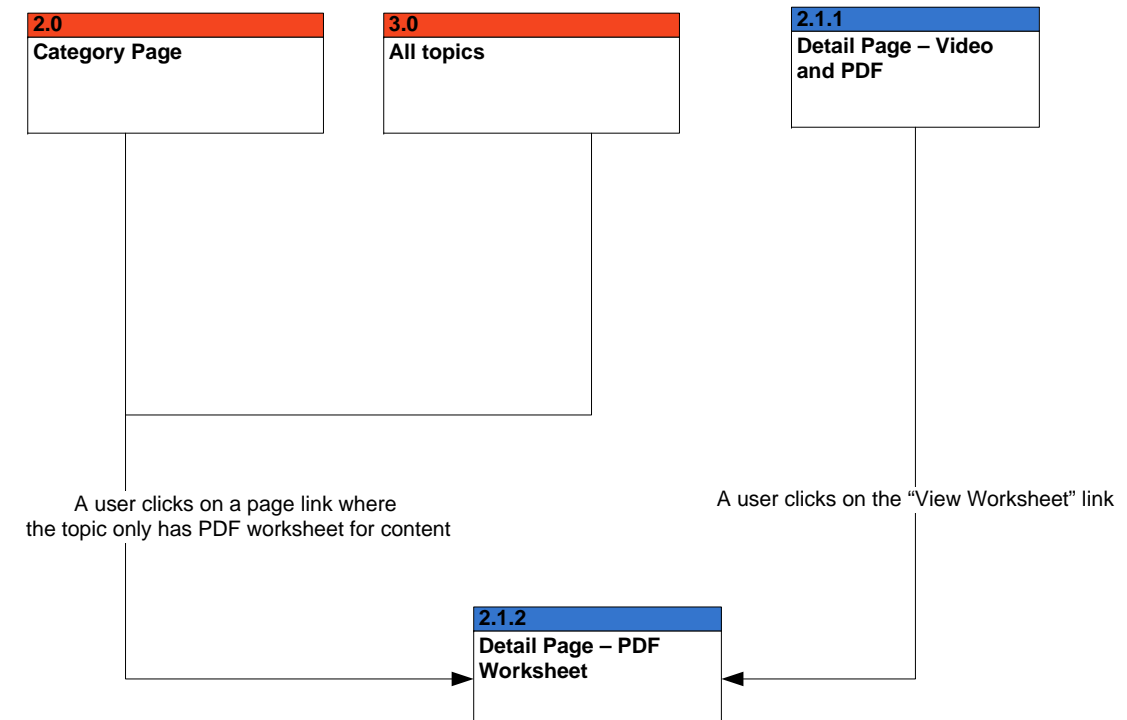 2.0
Category Page
3.0
All topics
2.1.1
Detail Page – Video
and PDF
A user clicks on a page link where
the topic only has PDF worksheet for content
A user clicks on the “View Worksheet” link
2.1.2
Detail Page – PDF
Worksheet